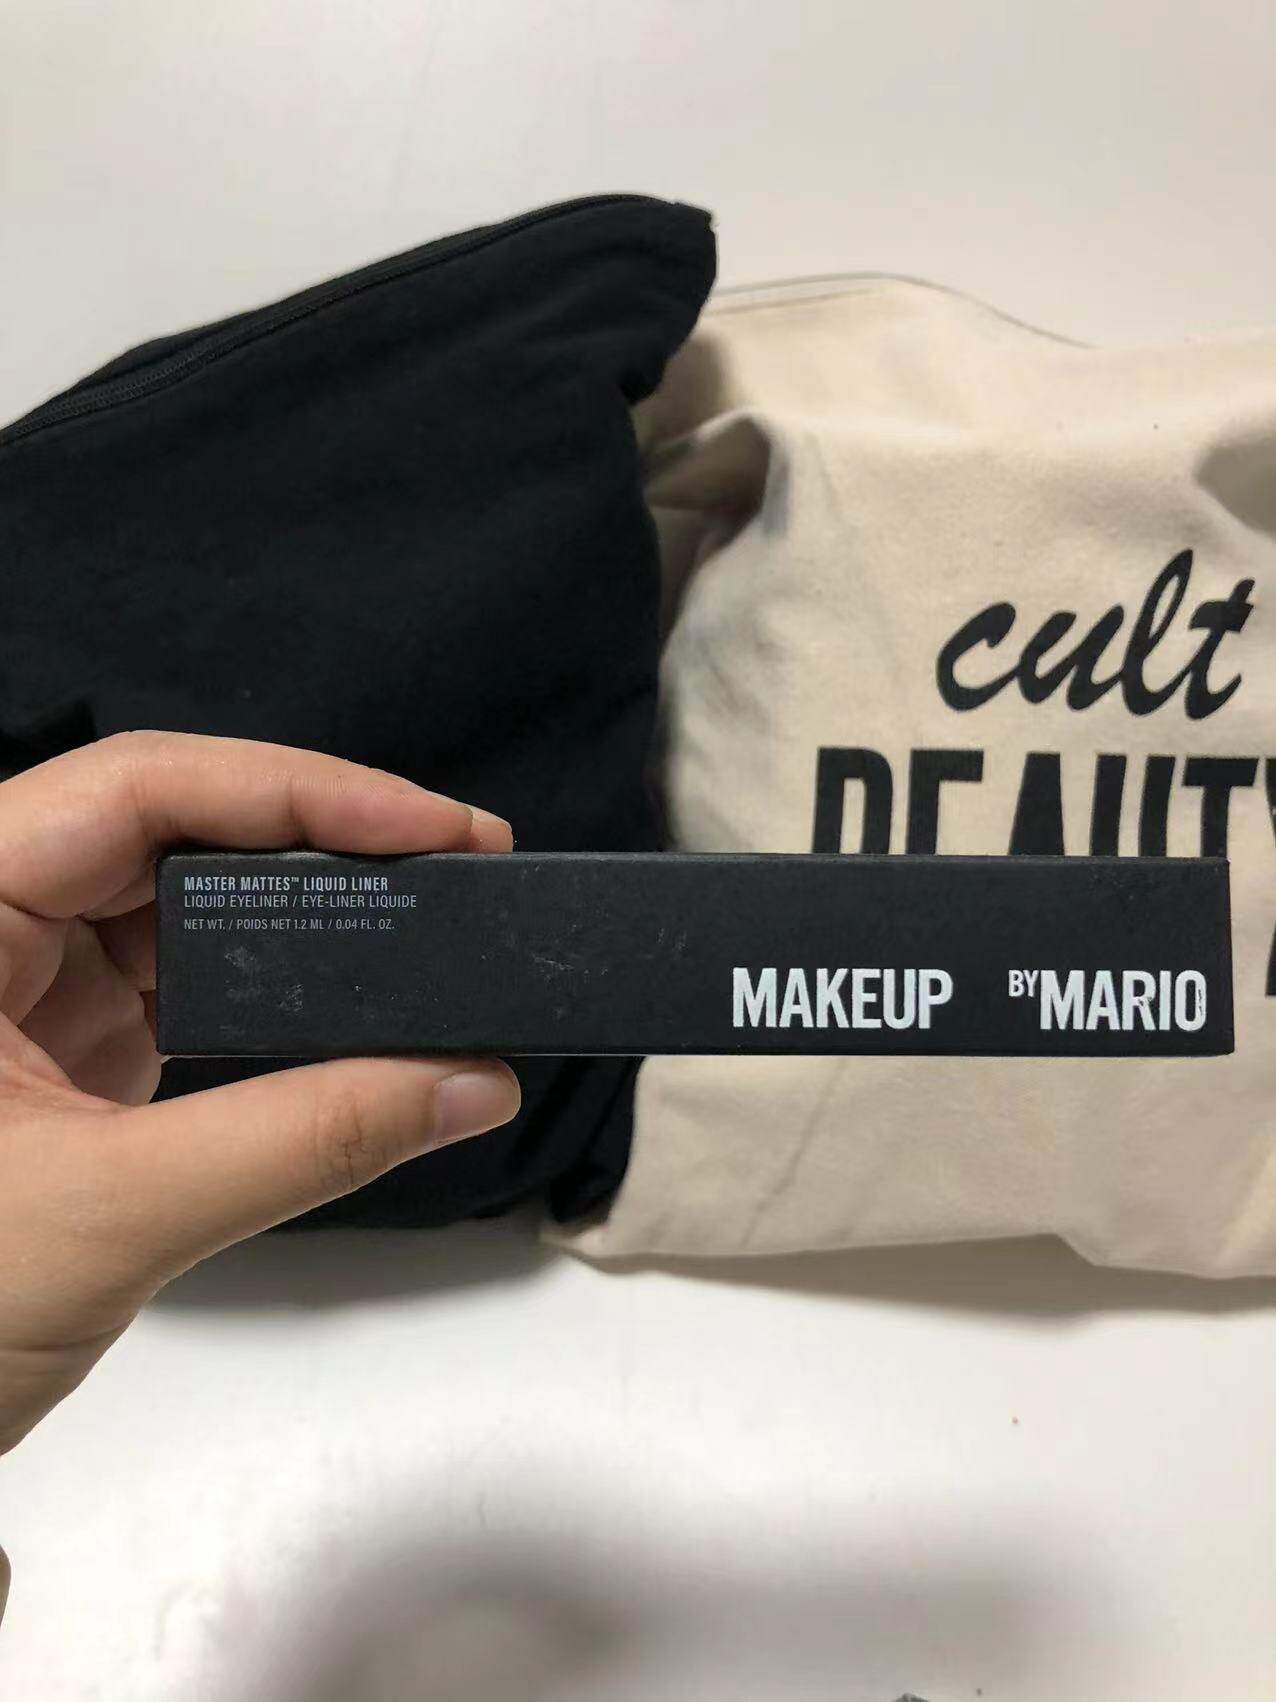 cult
BEAUTY
MASTER MATTES™ LIQUID LINER
LIQUID EYELINER / EYE-LINER LIQUIDE
NET WT. / POIDS NET 1.2 ML / 0.04 FL. OZ.
MAKEUP BY MARIO